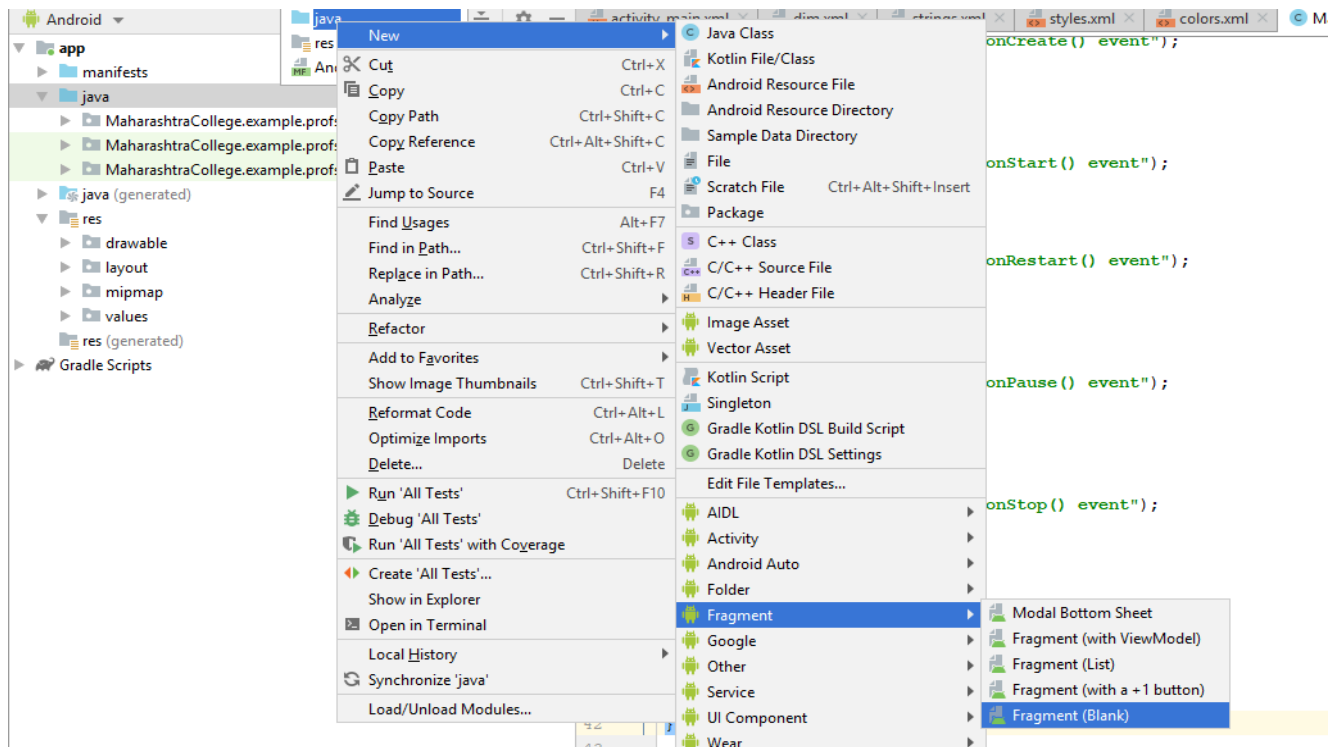 Android
java
activity_main.xml
dim.xml
strings.xml
styles.xml
colors.xml
app
manifests
java
MaharashtraCollege.example.prof
MaharashtraCollege.example.prof
MaharashtraCollege.example.prof
java (generated)
res
drawable
layout
mipmap
values
res (generated)
Gradle Scripts
res
MF
New
Cut Ctrl+X
Copy Ctrl+C
Copy Path Ctrl+Shift+C
Copy Reference Ctrl+Alt+Shift+C
Paste Ctrl+V
Jump to Source F4
Find Usages Alt+F7
Find in Path... Ctrl+Shift+F
Replace in Path... Ctrl+Shift+R
Analyze
Refactor
Add to Favorites
Show Image Thumbnails Ctrl+Shift+T
Reformat Code Ctrl+Alt+L
Optimize Imports Ctrl+Alt+O
Delete... Delete
Run 'All Tests' Ctrl+Shift+F10
Debug 'All Tests'
Run 'All Tests' with Coverage
Create 'All Tests'...
Show in Explorer
Open in Terminal
Local History
Synchronize 'java'
Load/Unload Modules...
Java Class
Kotlin File/Class
Android Resource File
Android Resource Directory
Sample Data Directory
File
Scratch File Ctrl+Alt+Shift+Insert
Package
C++ Class
C/C++ Source File
C/C++ Header File
Image Asset
Vector Asset
Kotlin Script
Singleton
Gradle Kotlin DSL Build Script
Gradle Kotlin DSL Settings
Edit File Templates...
AIDL
Activity
Android Auto
Folder
Fragment
Google
Other
Service
UI Component
Wear
Modal Bottom Sheet
Fragment (with ViewModel)
Fragment (List)
Fragment (with a +1 button)
Fragment (Blank)
onCreate() event");
onStart() event");
onRestart() event");
onPause() event");
onStop() event");
42